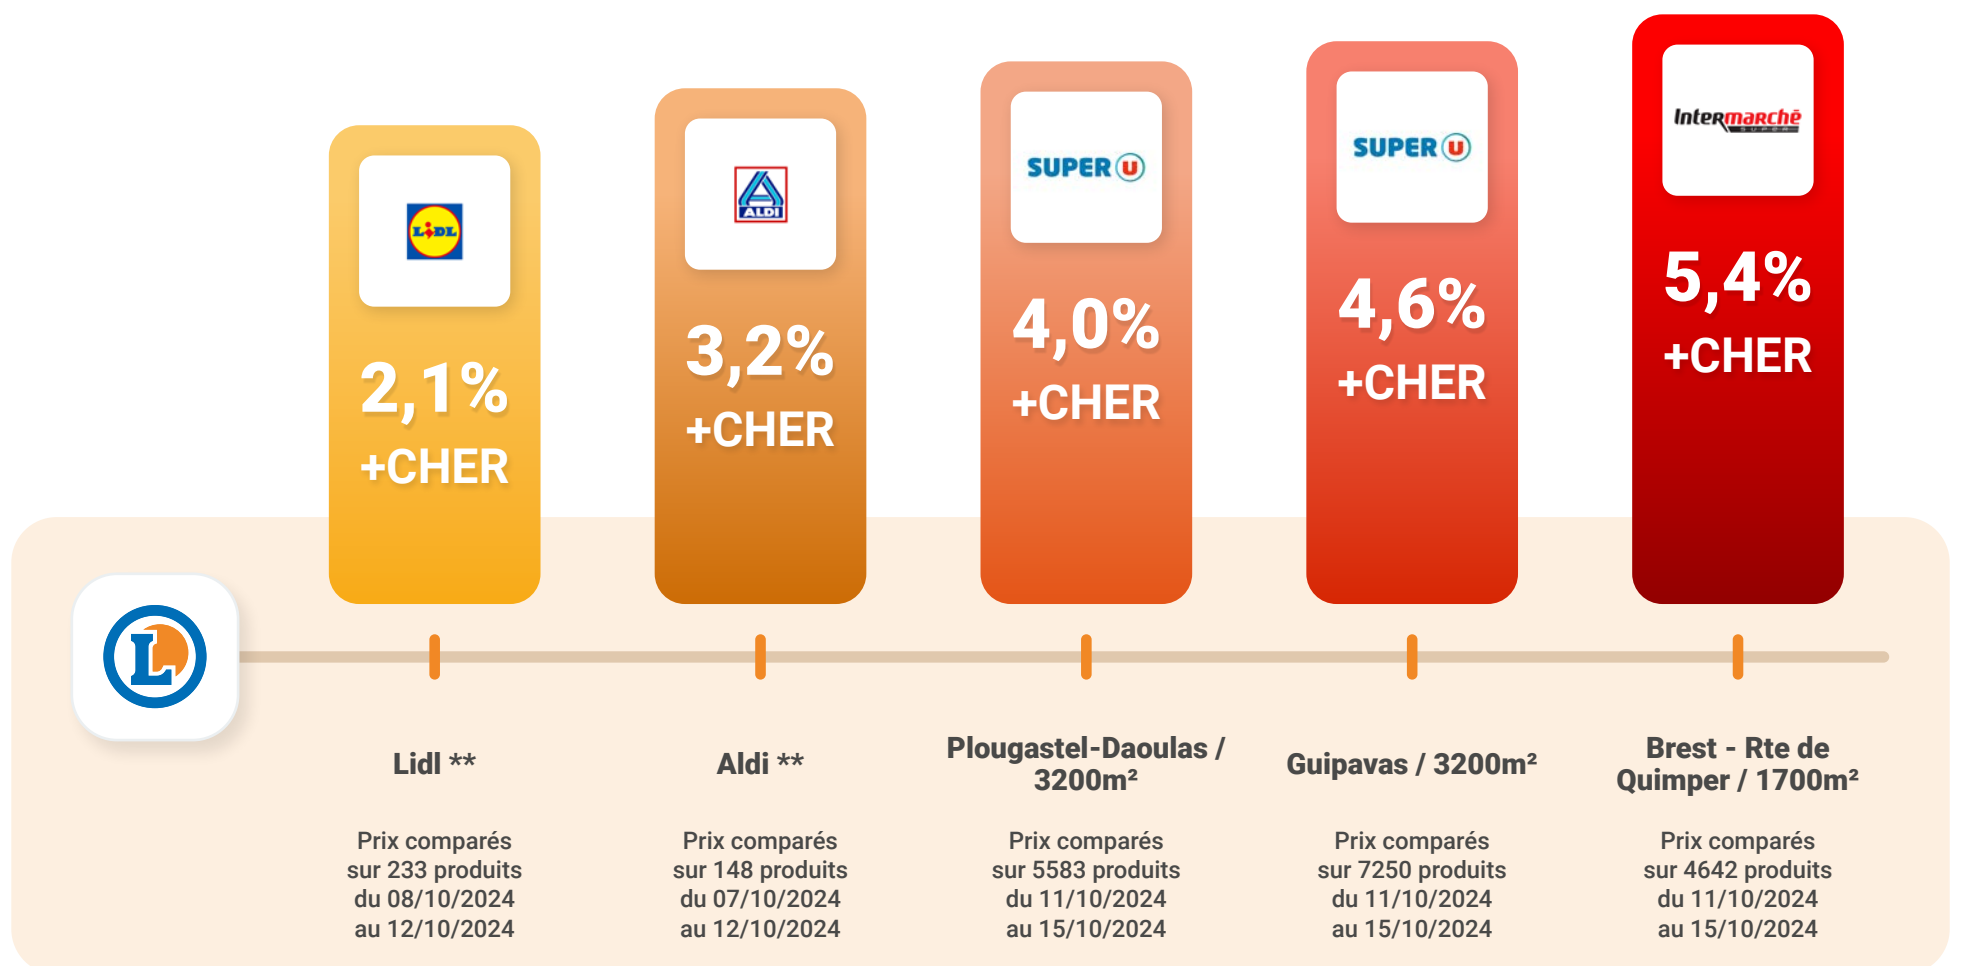 LIDL
2,1%
+CHER
ALDI
3,2%
+CHER
SUPER U
4,0%
+CHER
SUPER U
4,6%
+CHER
Intermarchē
SUPER
5,4%
+CHER
L
Lidl **
Prix comparés
sur 233 produits
du 08/10/2024
au 12/10/2024
Aldi **
Prix comparés
sur 148 produits
du 07/10/2024
au 12/10/2024
Plougastel-Daoulas /
3200m²
Prix comparés
sur 5583 produits
du 11/10/2024
au 15/10/2024
Guipavas / 3200m²
Prix comparés
sur 7250 produits
du 11/10/2024
au 15/10/2024
Brest - Rte de
Quimper / 1700m²
Prix comparés
sur 4642 produits
du 11/10/2024
au 15/10/2024